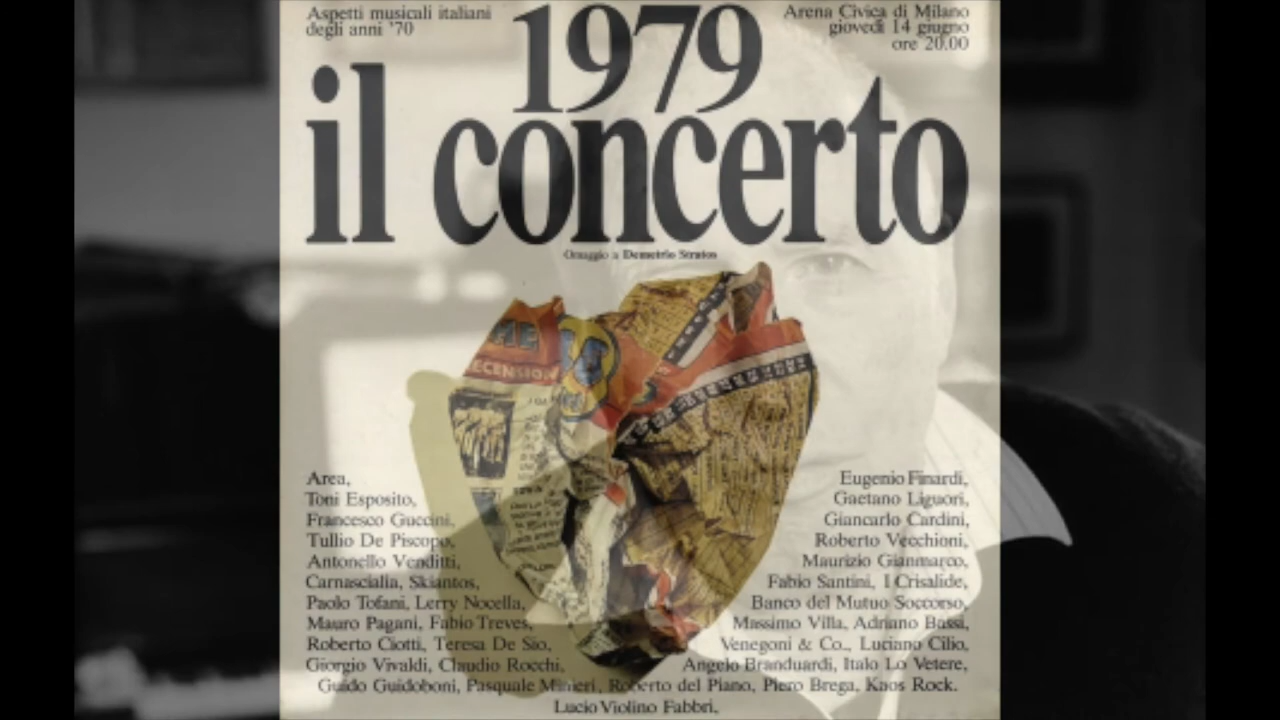 Aspetti musicali italiani
degli anni '70
1979
Arena Civica di Milano
giovedì 14 giugno
ore 20.00
il concerto
Omaggio a Demetrio Stratos
ME
ECENSION
Area,
Toni Esposito,
Francesco Guccini,
Tullio De Piscopo,
Antonello Venditti,
Carnascialia, Skiantos,
Paolo Tofani, Lerry Nocella,
Mauro Pagani, Fabio Treves,
Roberto Ciotti, Teresa De Sio,
Giorgio Vivaldi, Claudio Rocchi,
Eugenio Finardi,
Gaetano Liguori,
Giancarlo Cardini,
Roberto Vecchioni,
Maurizio Gianmarco,
Fabio Santini, I Crisalide,
Banco del Mutuo Soccorso,
Massimo Villa, Adriano Bassi,
Venegoni & Co., Luciano Cilio,
Angelo Branduardi, Italo Lo Vetere,
Guido Guidoboni, Pasquale Minieri, Roberto del Piano, Piero Brega, Kaos Rock.
Lucio Violino Fabbri,